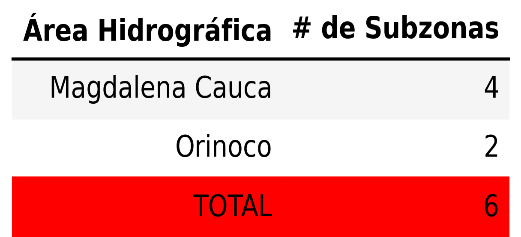 Área Hidrográfica # de Subzonas
Magdalena Cauca 4
Orinoco 2
TOTAL 6